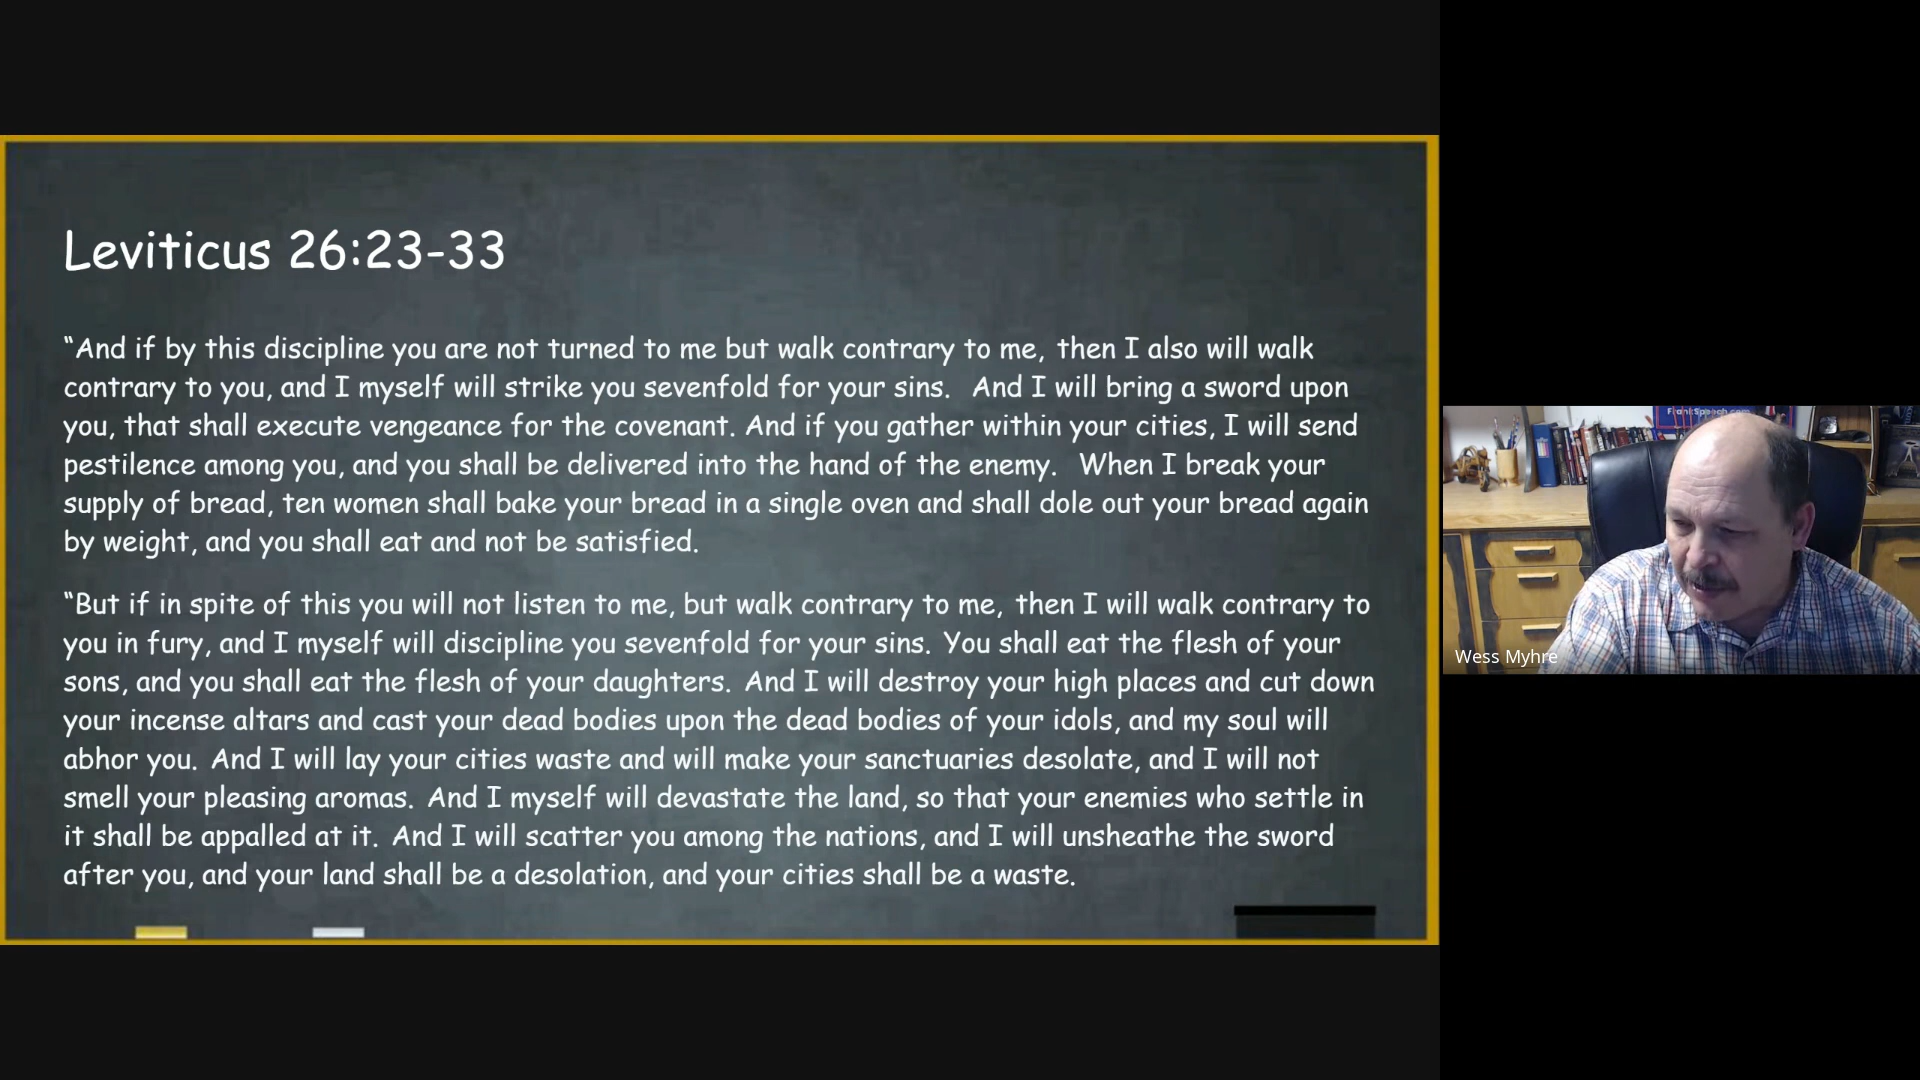 Leviticus 26:23-33
“And if by this discipline you are not turned to me but walk contrary to me, then I also will walk
contrary to you, and I myself will strike you sevenfold for your sins. And I will bring a sword upon
you, that shall execute vengeance for the covenant. And if you gather within your cities, I will send
pestilence among you, and you shall be delivered into the hand of the enemy. When I break your
supply of bread, ten women shall bake your bread in a single oven and shall dole out your bread again
by weight, and you shall eat and not be satisfied.
“But if in spite of this you will not listen to me, but walk contrary to me, then I will walk contrary to
you in fury, and I myself will discipline you sevenfold for your sins. You shall eat the flesh of your
sons, and you shall eat the flesh of your daughters. And I will destroy your high places and cut down
your incense altars and cast your dead bodies upon the dead bodies of your idols, and my soul will
abhor you. And I will lay your cities waste and will make your sanctuaries desolate, and I will not
smell your pleasing aromas. And I myself will devastate the land, so that your enemies who settle in
it shall be appalled at it. And I will scatter you among the nations, and I will unsheathe the sword
after you, and your land shall be a desolation, and your cities shall be a waste.
FrankSpeech.com
Wess Myhre